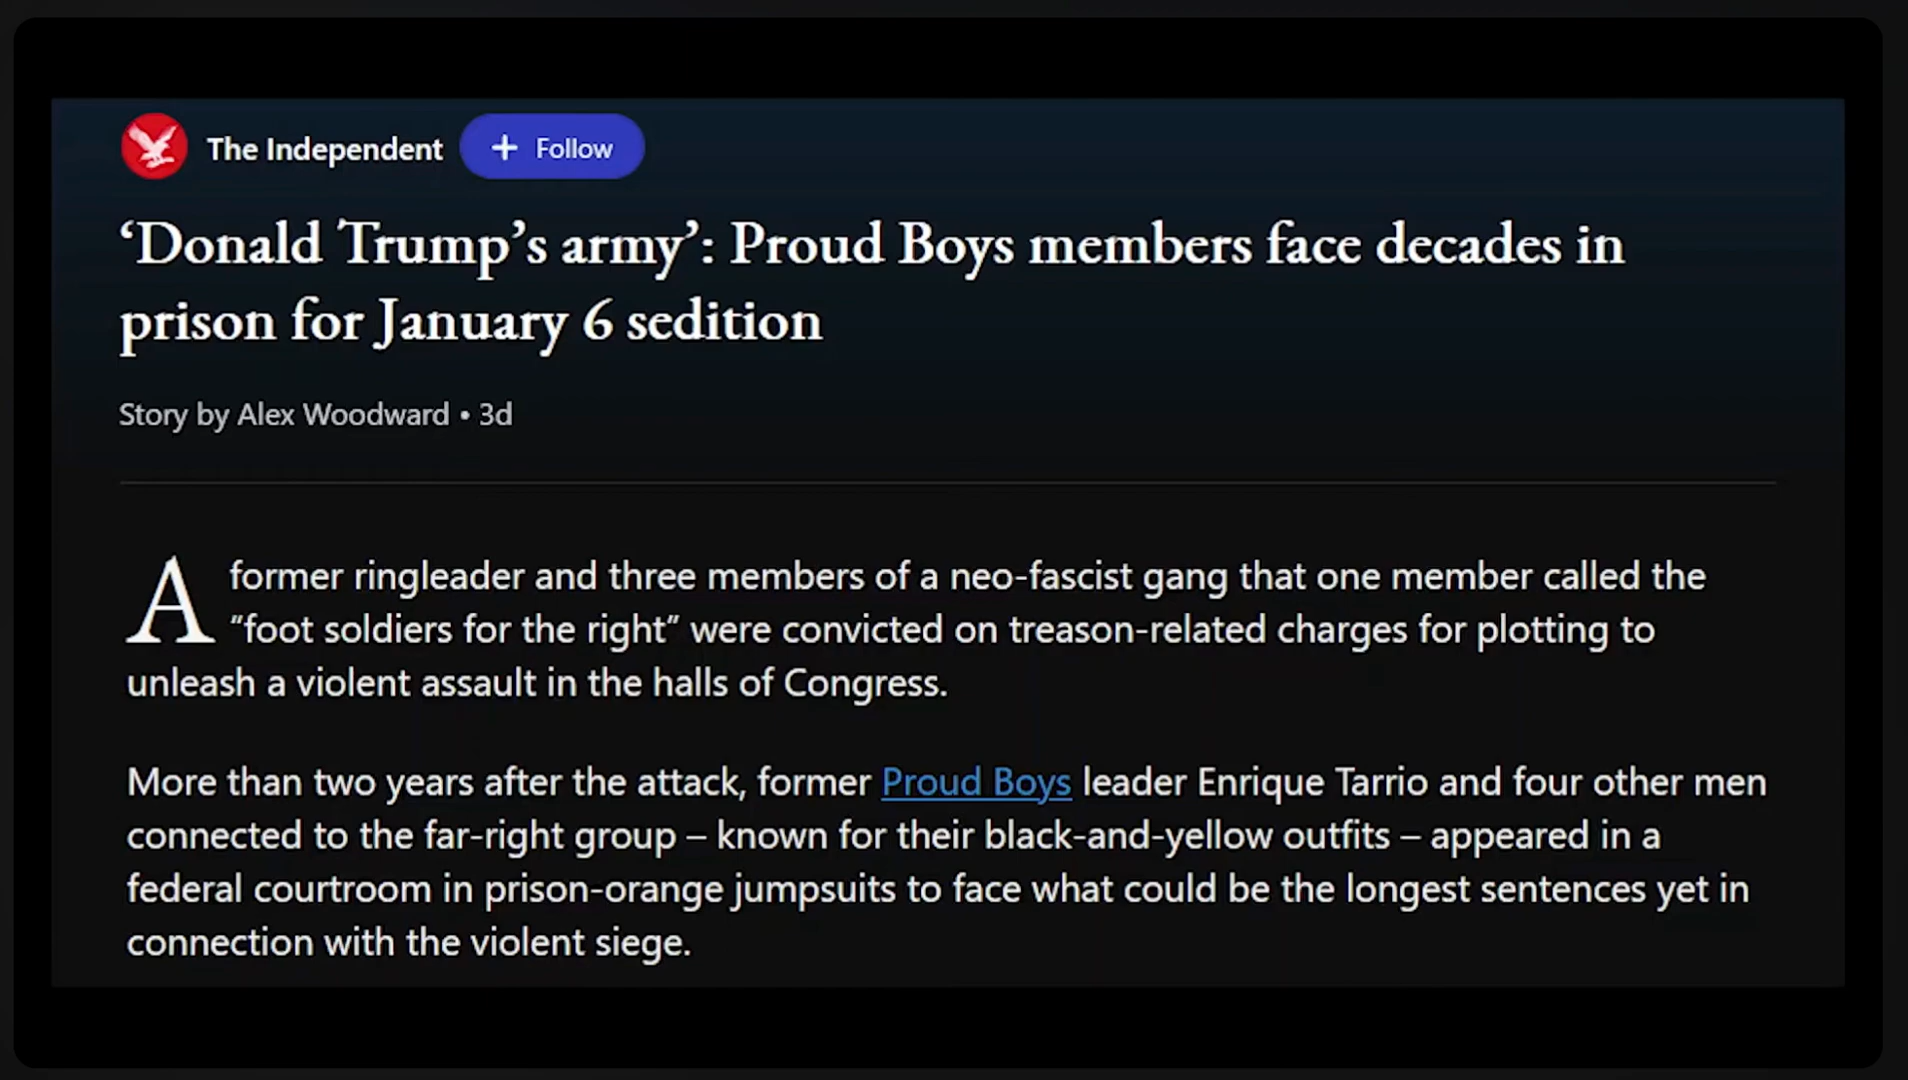 The Independent
+ Follow
‘Donald Trump’s army’: Proud Boys members face decades in
prison for January 6 sedition
Story by Alex Woodward • 3d
A former ringleader and three members of a neo-fascist gang that one member called the
“foot soldiers for the right” were convicted on treason-related charges for plotting to
unleash a violent assault in the halls of Congress.
More than two years after the attack, former Proud Boys leader Enrique Tarrio and four other men
connected to the far-right group – known for their black-and-yellow outfits – appeared in a
federal courtroom in prison-orange jumpsuits to face what could be the longest sentences yet in
connection with the violent siege.